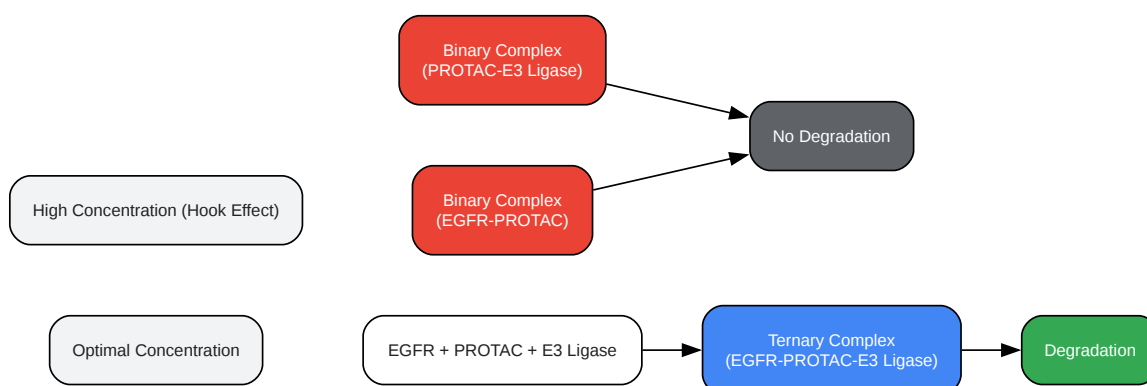 Binary Complex
(PROTAC-E3 Ligase)
No Degradation
High Concentration (Hook Effect)
Binary Complex
(EGFR-PROTAC)
Optimal Concentration
EGFR + PROTAC + E3 Ligase
Ternary Complex
(EGFR-PROTAC-E3 Ligase)
Degradation